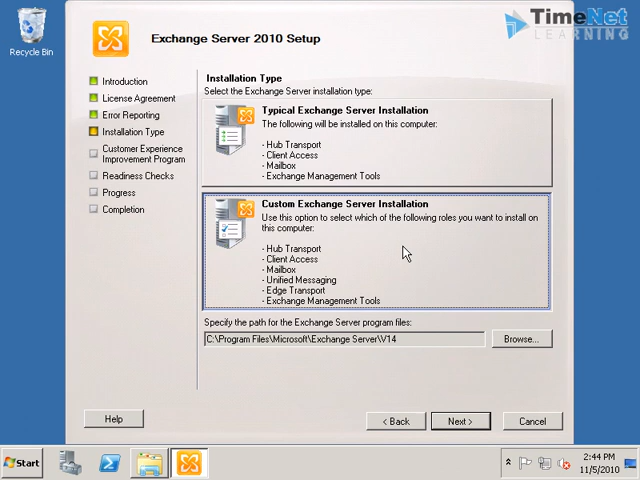 TimeNet
LEARNING
Recycle Bin
Exchange Server 2010 Setup
Introduction
License Agreement
Error Reporting
Installation Type
Customer Experience
Improvement Program
Readiness Checks
Progress
Completion
Installation Type
Select the Exchange Server installation type:
Typical Exchange Server Installation
The following will be installed on this computer:
- Hub Transport
- Client Access
- Mailbox
- Exchange Management Tools
Custom Exchange Server Installation
Use this option to select which of the following roles you want to install on
this computer:
- Hub Transport
- Client Access
- Mailbox
- Unified Messaging
- Edge Transport
- Exchange Management Tools
Specify the path for the Exchange Server program files:
C:\Program Files\Microsoft\Exchange Server\V14
Browse...
Help
< Back
Next >
Cancel
Start
2:44 PM
11/5/2010